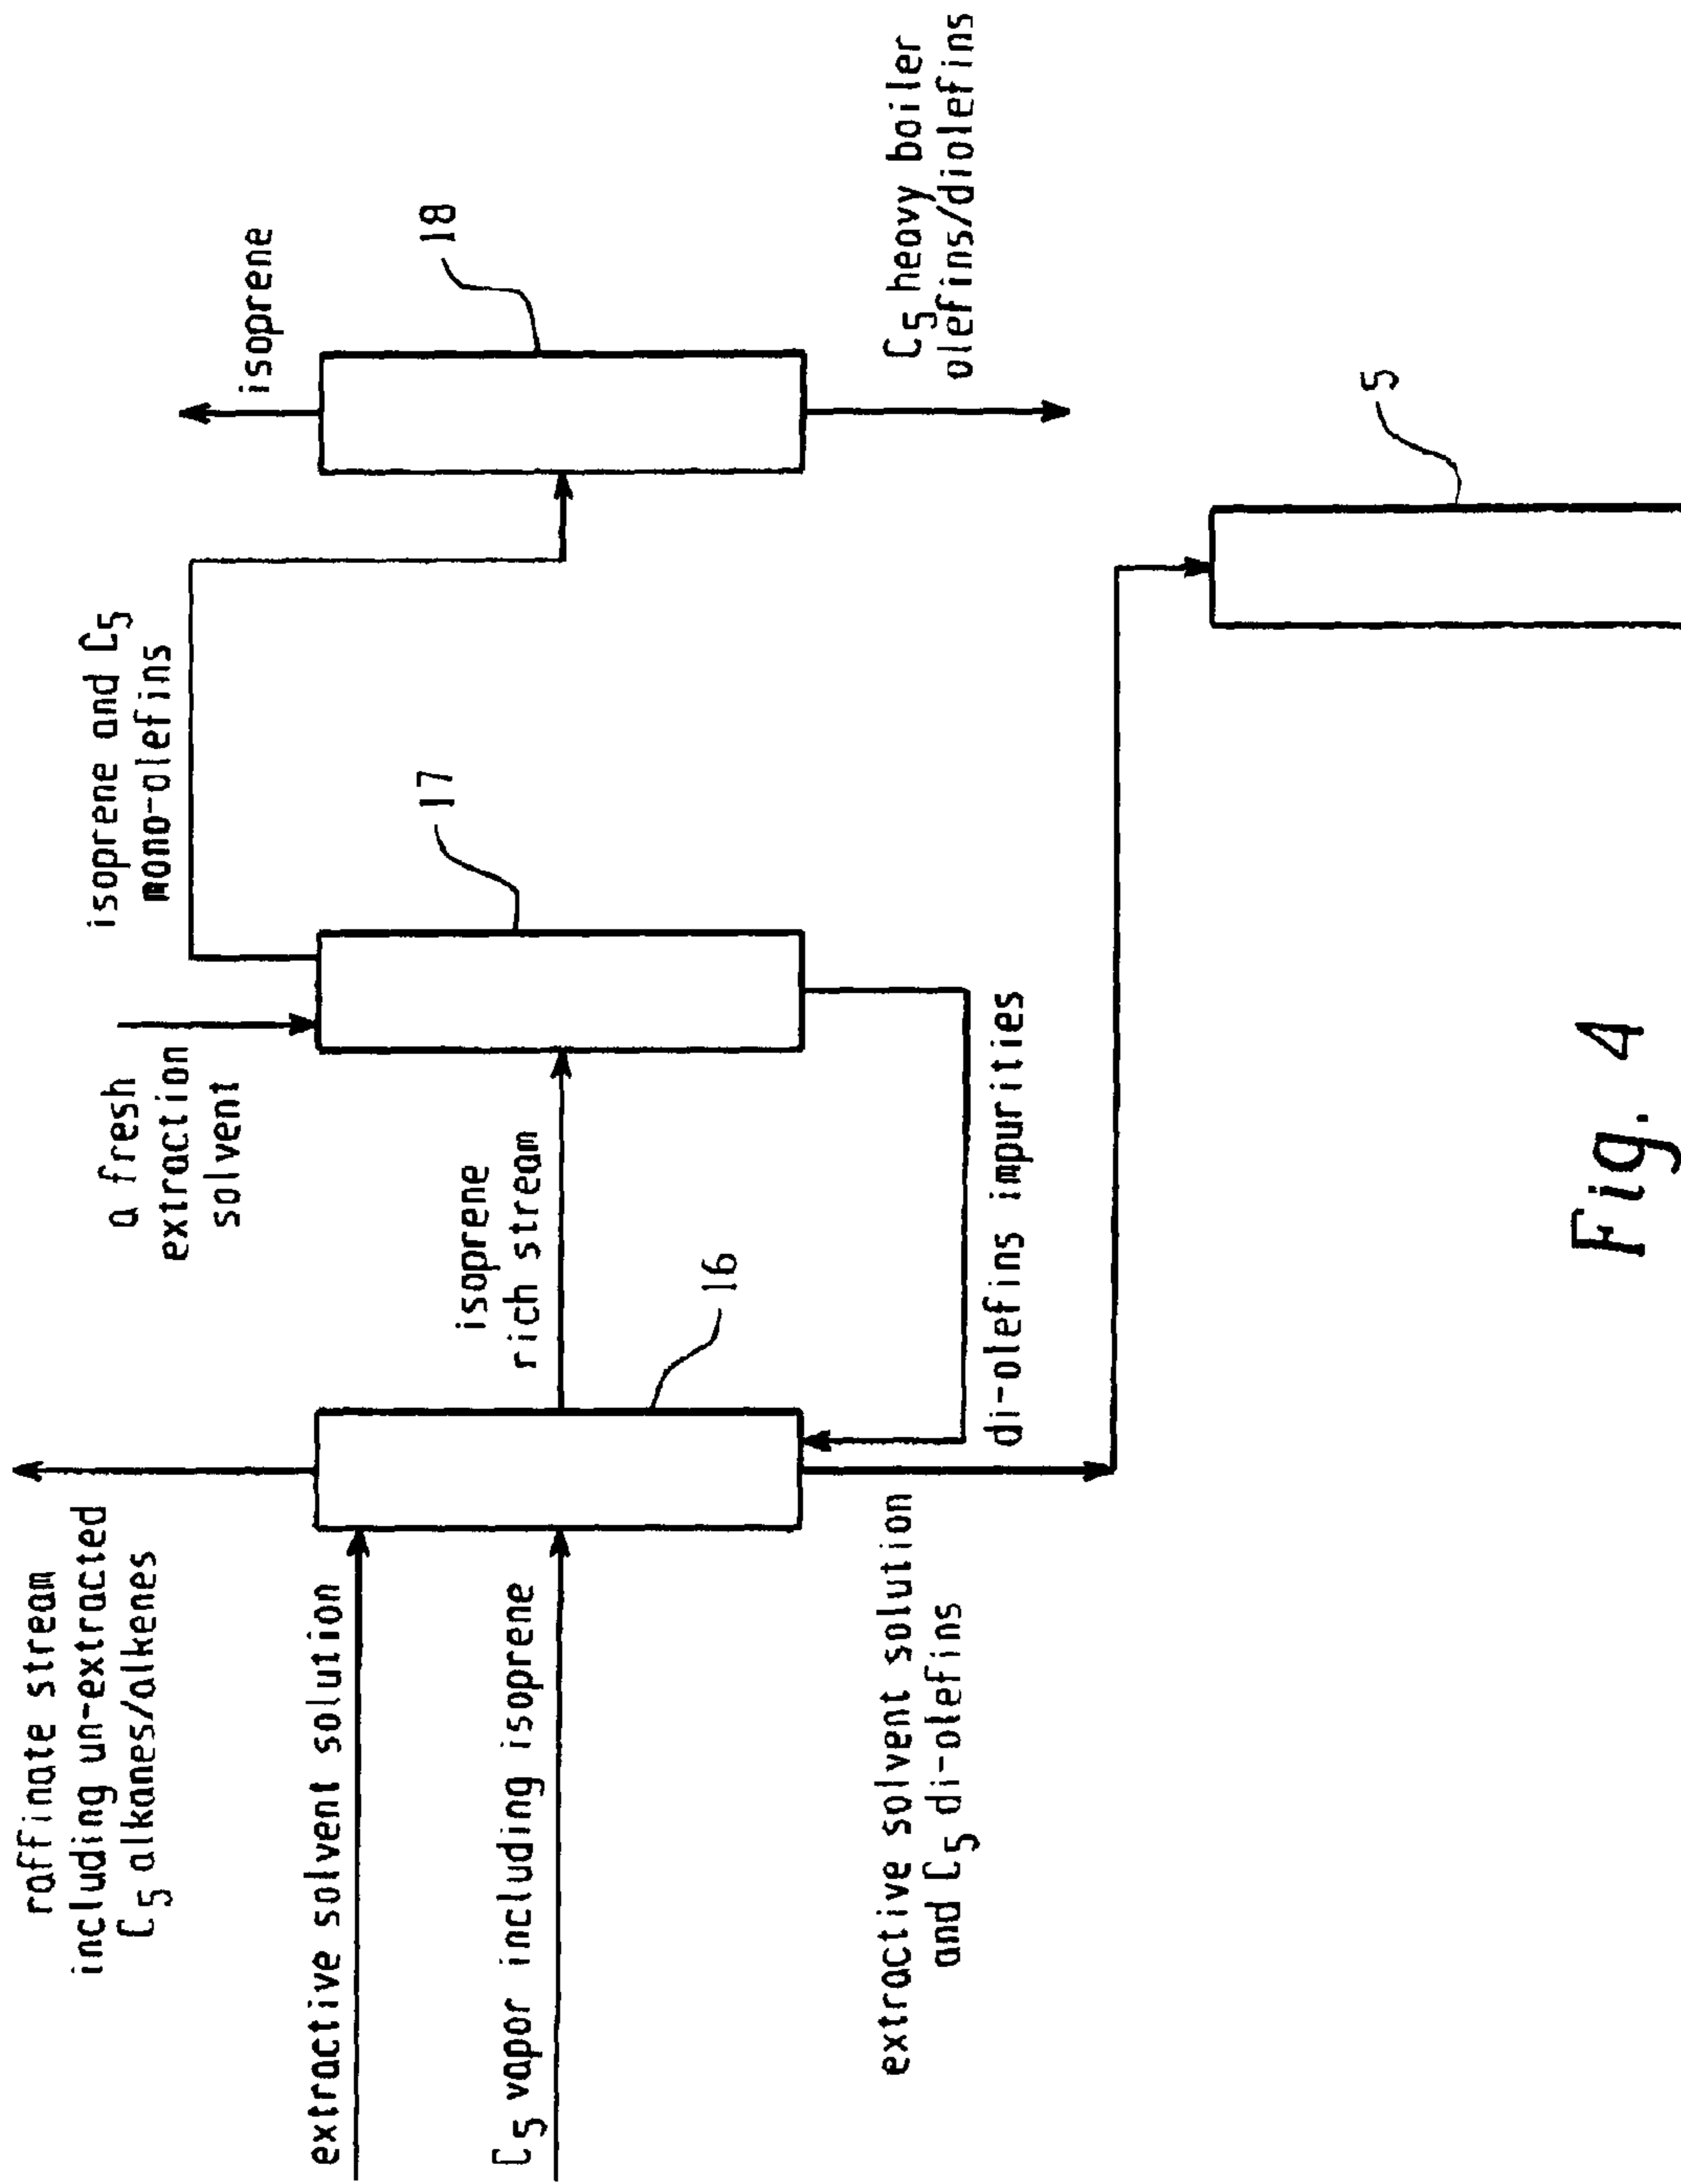 raffinate stream
including un-extracted
C5 alkanes/alkenes
extractive solvent solution
C5 vapor including isoprene
extractive solvent solution
and C5 di-olefins
16
isoprene
rich stream
di-olefins impurities
a fresh
extraction
solvent
17
isoprene and C5
mono-olefins
isoprene
18
C5 heavy boiler
olefins/diolefins
5
Fig. 4